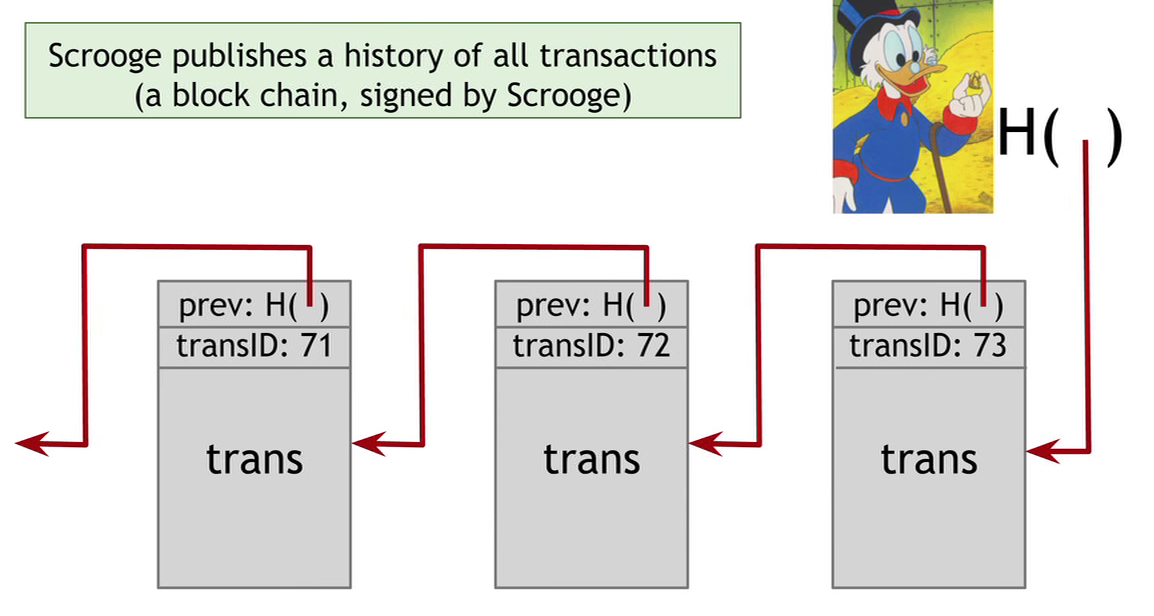 Scrooge publishes a history of all transactions
(a block chain, signed by Scrooge)
H( )
prev: H( )
transID: 71
trans
prev: H( )
transID: 72
trans
prev: H( )
transID: 73
trans